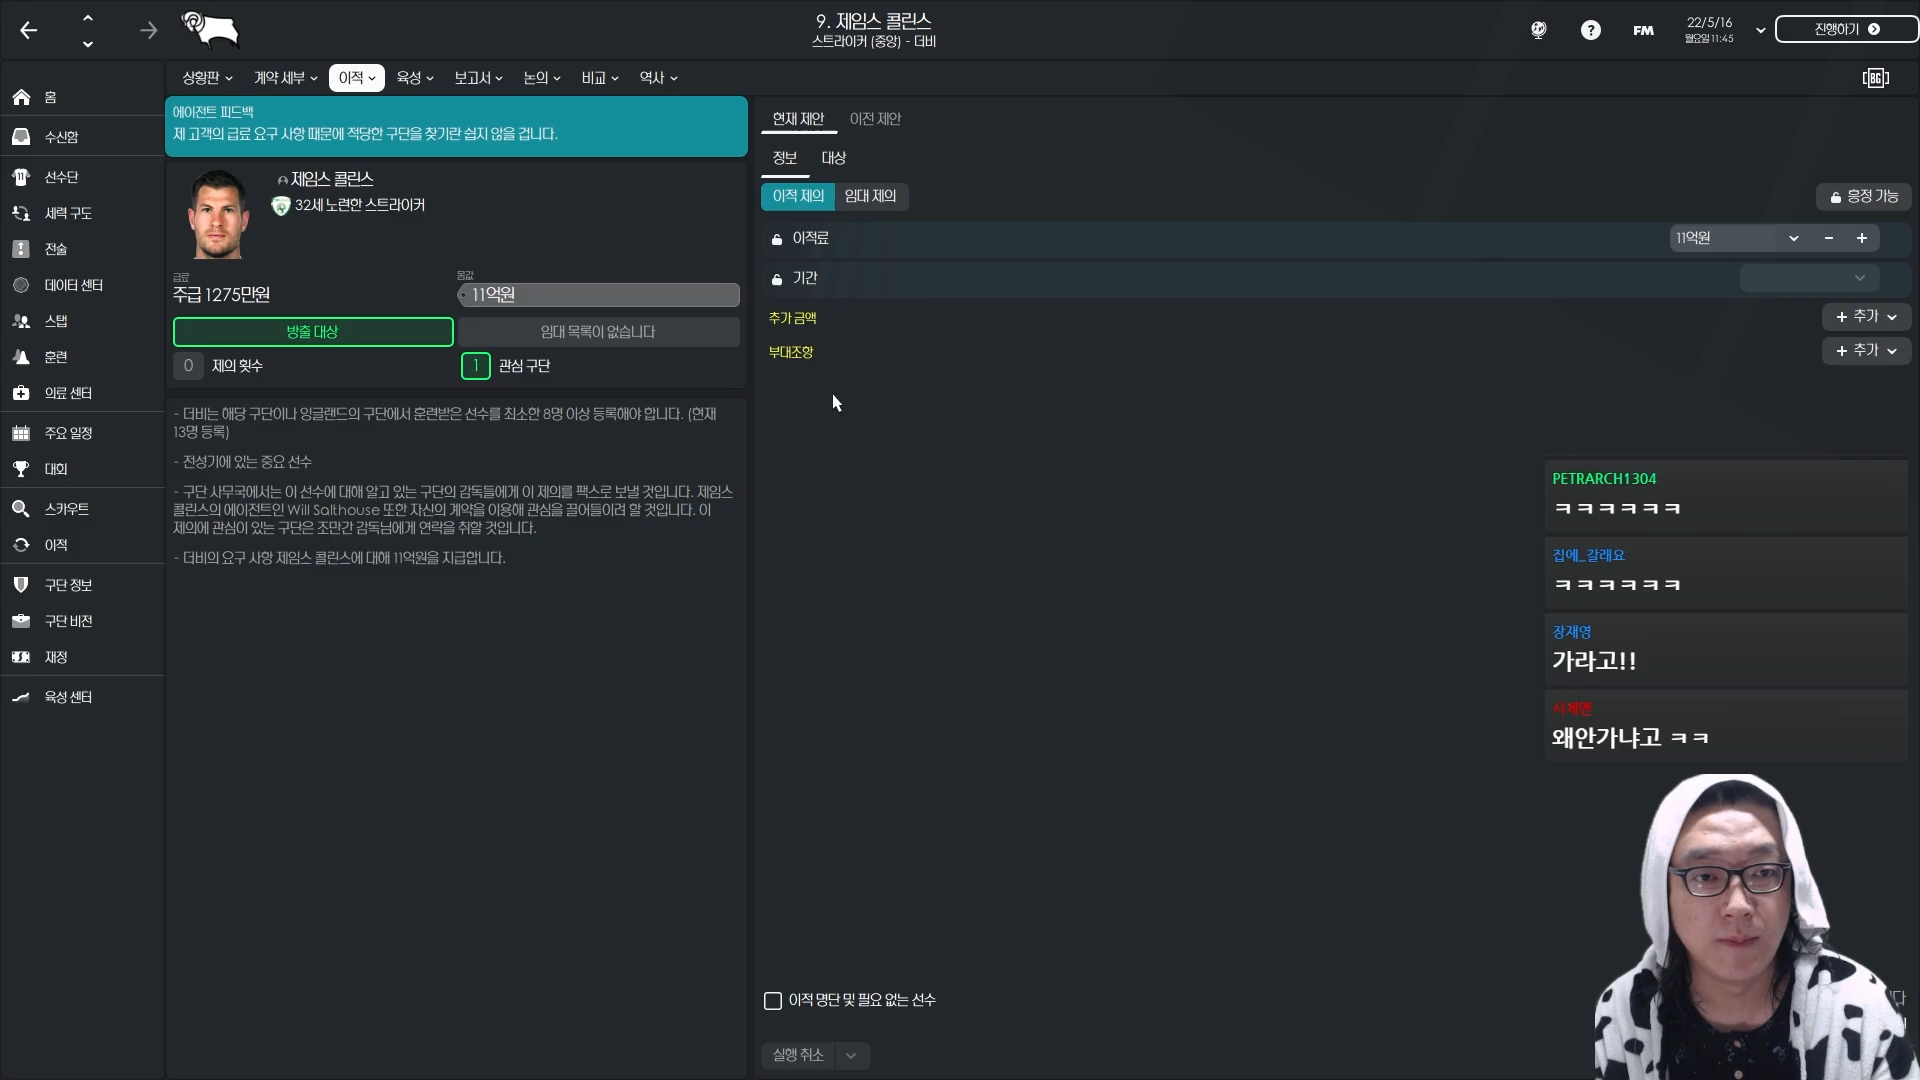 9. 제임스 콜린스
스트라이커 (중앙) - 더비
FM
22/5/16
월요일 11:45
진행하기
상황판
계약 세부
이적
육성
보고서
논의
비교
역사
[BG]
홈
수신함
선수단
세력 구도
전술
데이터 센터
스탭
훈련
의료 센터
주요 일정
대회
스카우트
이적
구단 정보
구단 비전
재정
육성 센터
에이전트 피드백
제 고객의 급료 요구 사항 때문에 적당한 구단을 찾기란 쉽지 않을 겁니다.
제임스 콜린스
32세 노련한 스트라이커
급료
주급 1275만원
몸값
11억원
방출 대상
임대 목록이 없습니다
0 제의 횟수
1 관심 구단
- 더비는 해당 구단이나 잉글랜드의 구단에서 훈련받은 선수를 최소한 8명 이상 등록해야 합니다. (현재
13명 등록)
- 전성기에 있는 중요 선수
- 구단 사무국에서는 이 선수에 대해 알고 있는 구단의 감독들에게 이 제의를 팩스로 보낼 것입니다. 제임스
콜린스의 에이전트인 Will Salthouse 또한 자신의 계약을 이용해 관심을 끌어들이려 할 것입니다. 이
제의에 관심이 있는 구단은 조만간 감독님에게 연락을 취할 것입니다.
- 더비의 요구 사항 제임스 콜린스에 대해 11억원을 지급합니다.
현재 제안
이전 제안
정보
대상
이적 제의
임대 제의
흥정 가능
이적료
11억원
기간
추가 금액
+ 추가
부대조항
+ 추가
PETRARCH1304
ㅋㅋㅋㅋㅋㅋ
집에_갈래요
ㅋㅋㅋㅋㅋㅋ
장재영
가라고!!
시체맨
왜안가냐고 ㅋㅋ
이적 명단 및 필요 없는 선수
실행 취소